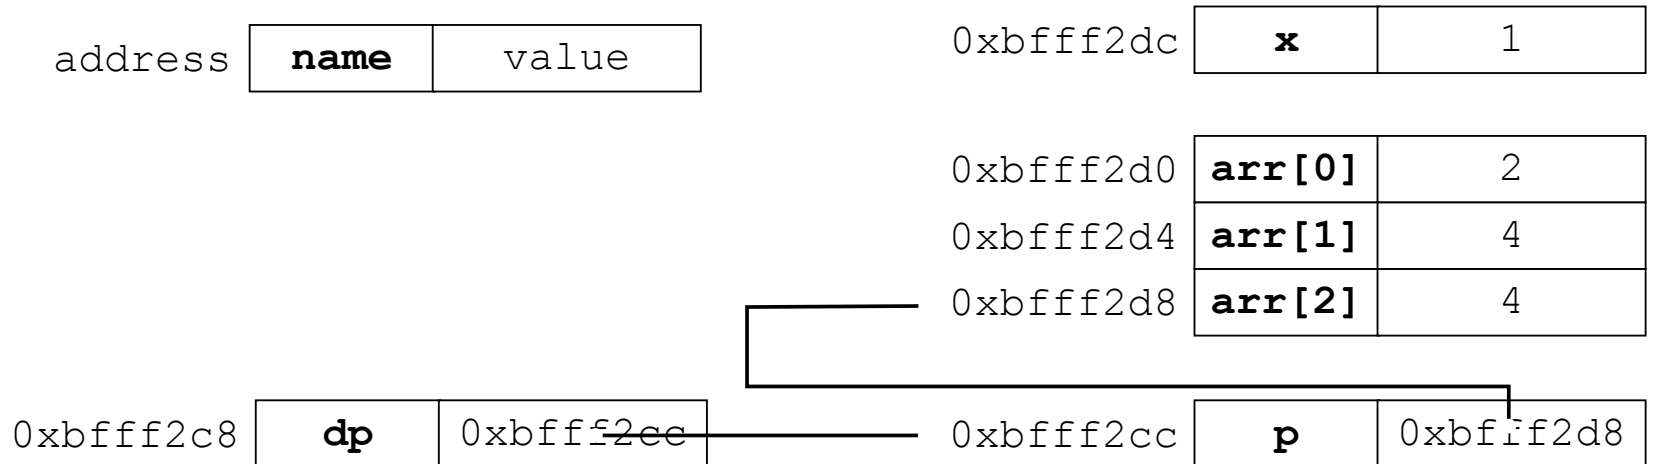 address name value
0xbfff2dc x 1
0xbfff2d0 arr[0] 2
0xbfff2d4 arr[1] 4
0xbfff2d8 arr[2] 4
0xbfff2c8 dp 0xbfff2cc
0xbfff2cc p 0xbfff2d8